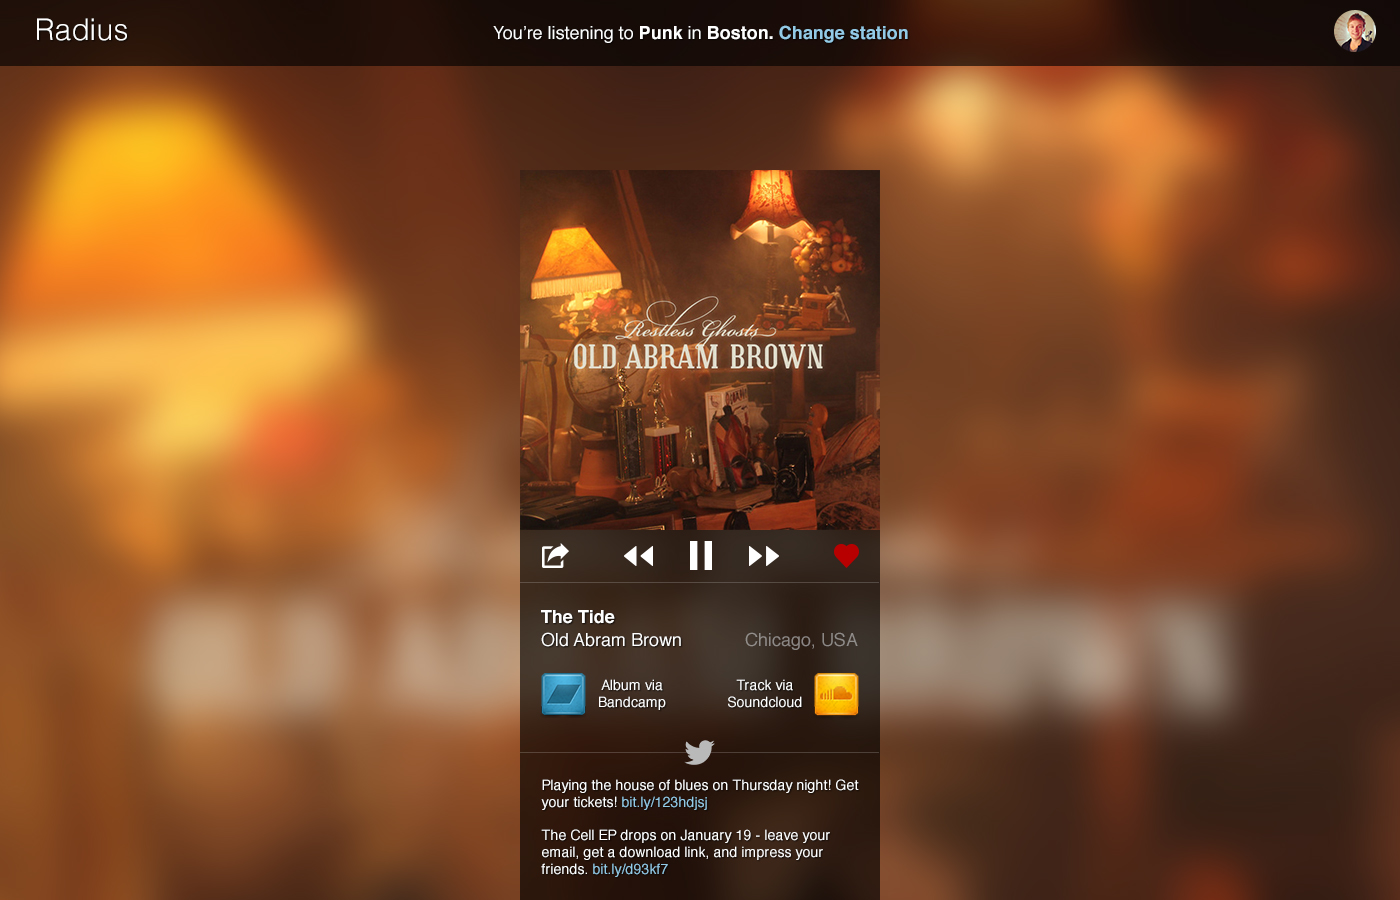 Radius
You’re listening to Punk in Boston. Change station
Restless Ghosts
OLD ABRAM BROWN
The Tide
Old Abram Brown
Chicago, USA
Album via
Bandcamp
Track via
Soundcloud
Playing the house of blues on Thursday night! Get
your tickets! bit.ly/123hdjsj
The Cell EP drops on January 19 - leave your
email, get a download link, and impress your
friends. bit.ly/d93kf7